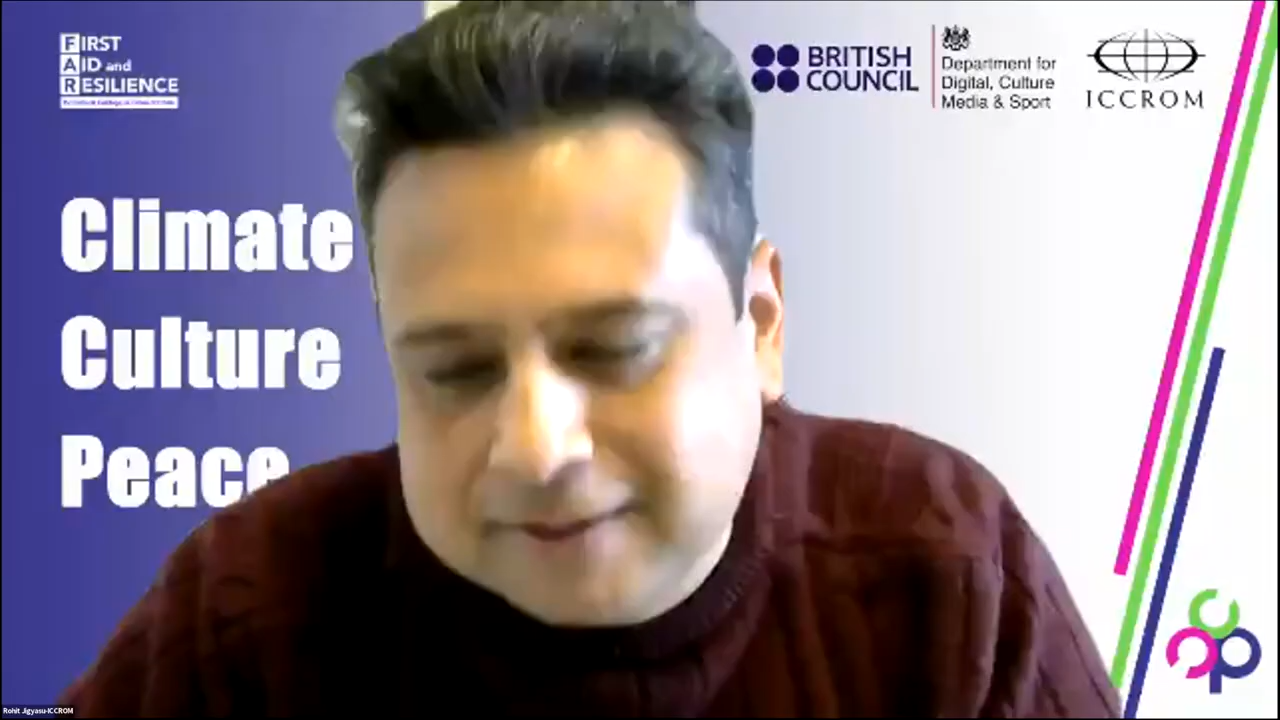 FIRST
AID and
RESILIENCE
BRITISH
COUNCIL
Department for
Digital, Culture
Media & Sport
ICCROM
Climate
Culture
Peace
Rohit Jigyasu-ICCROM